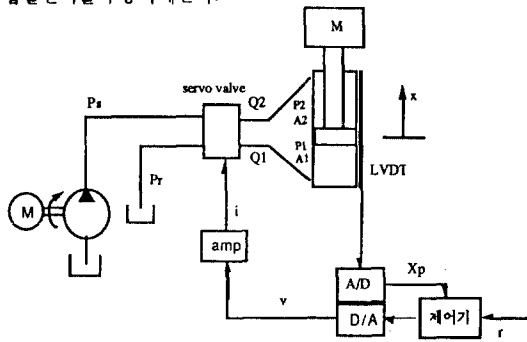 M
servo valve
Ps
Q2
P2
A2
x
P1
A1
Q1
LVDT
Pr
M
i
amp
A/D
Xp
v
D/A
제어기
r